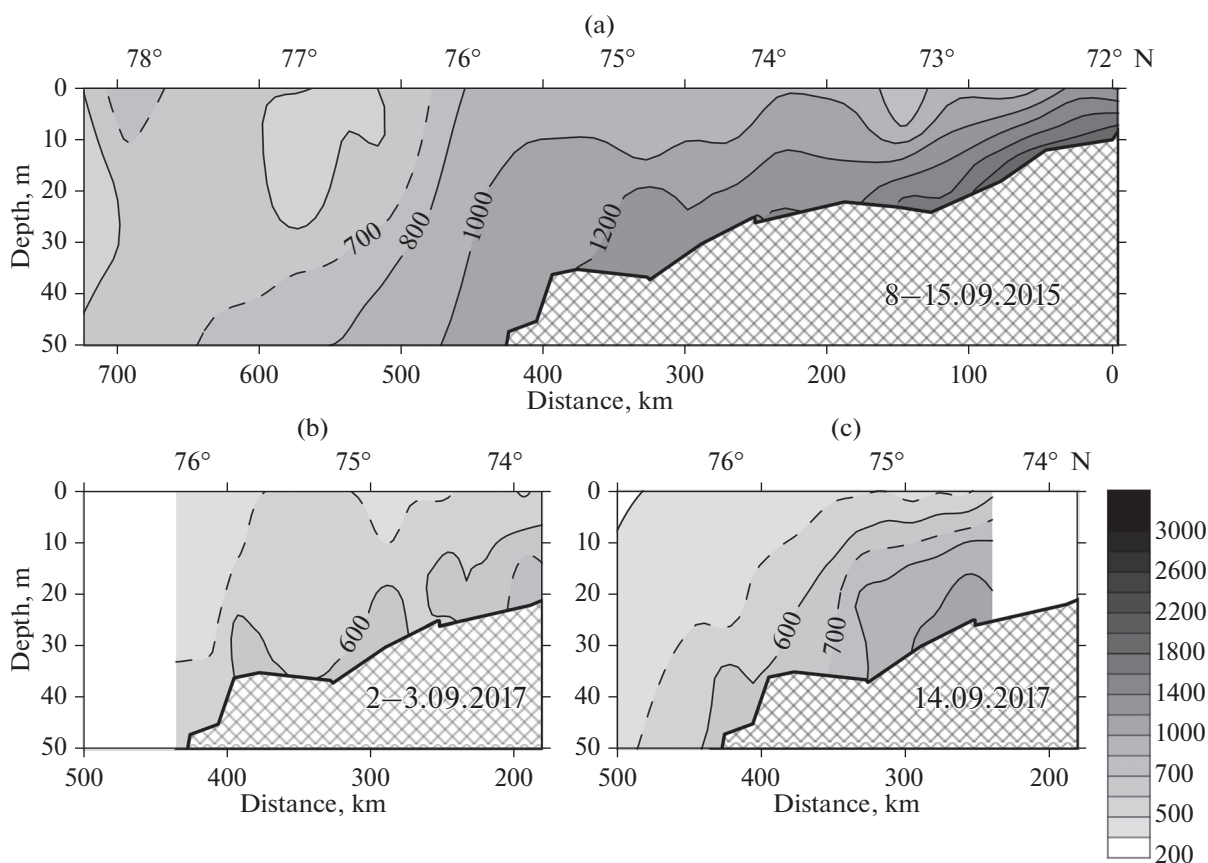 (a)
78° 77° 76° 75° 74° 73° 72° N
0
10
20
30
40
50
Depth, m
700
800
1000
1200
8–15.09.2015
700 600 500 400 300 200 100 0
Distance, km
(b)
76° 75° 74°
0
10
20
30
40
50
Depth, m
600
2–3.09.2017
500 400 300 200
Distance, km
(c)
76° 75° 74° N
0
10
20
30
40
50
600
700
14.09.2017
500 400 300 200
Distance, km
3000
2600
2200
1800
1400
1000
700
500
200